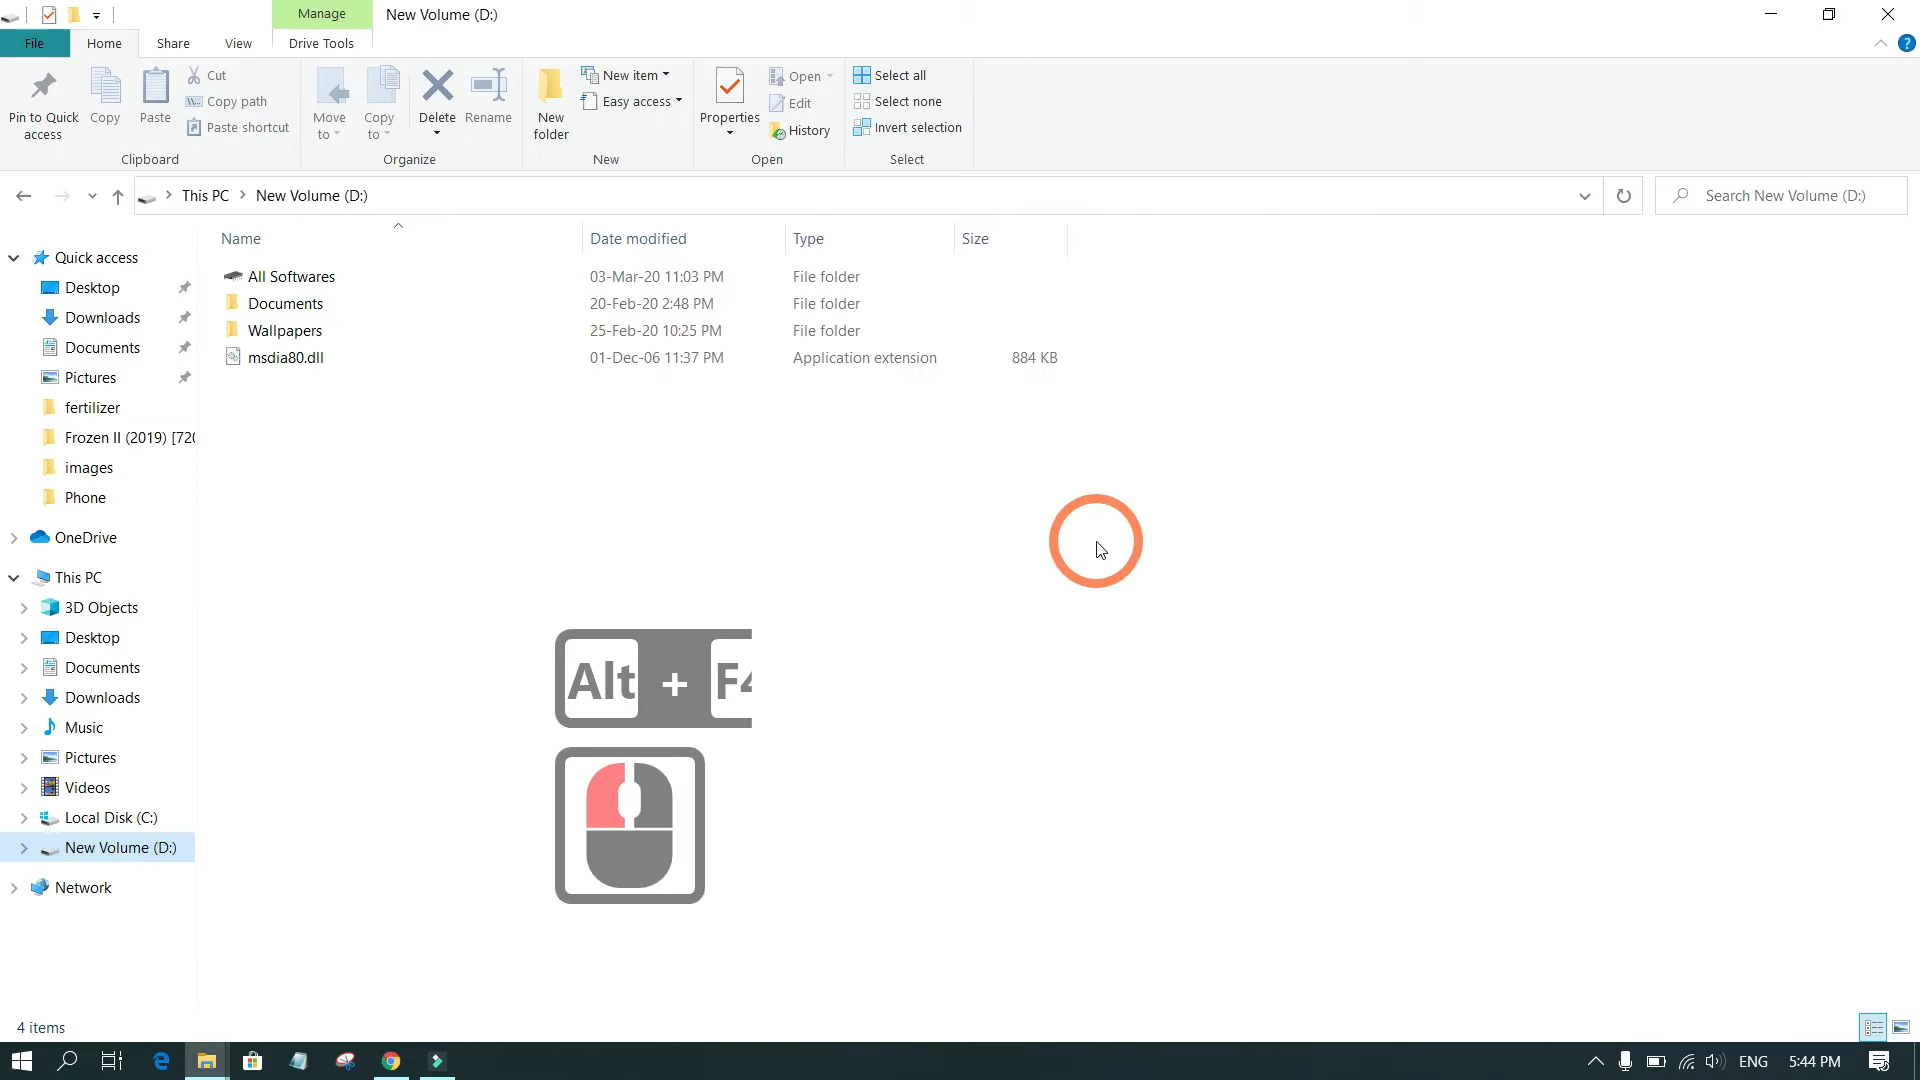 Manage
New Volume (D:)
File
Home
Share
View
Drive Tools
Pin to Quick access
Copy
Paste
Cut
Copy path
Paste shortcut
Clipboard
Move to
Copy to
Delete
Rename
Organize
New folder
New item
Easy access
New
Properties
Open
Edit
History
Open
Select all
Select none
Invert selection
Select
This PC
New Volume (D:)
Search New Volume (D:)
Name Date modified Type Size
All Softwares 03-Mar-20 11:03 PM File folder
Documents 20-Feb-20 2:48 PM File folder
Wallpapers 25-Feb-20 10:25 PM File folder
msdia80.dll 01-Dec-06 11:37 PM Application extension 884 KB
Quick access
Desktop
Downloads
Documents
Pictures
fertilizer
Frozen II (2019) [720
images
Phone
OneDrive
This PC
3D Objects
Desktop
Documents
Downloads
Music
Pictures
Videos
Local Disk (C:)
New Volume (D:)
Network
Alt + F4
4 items
ENG
5:44 PM